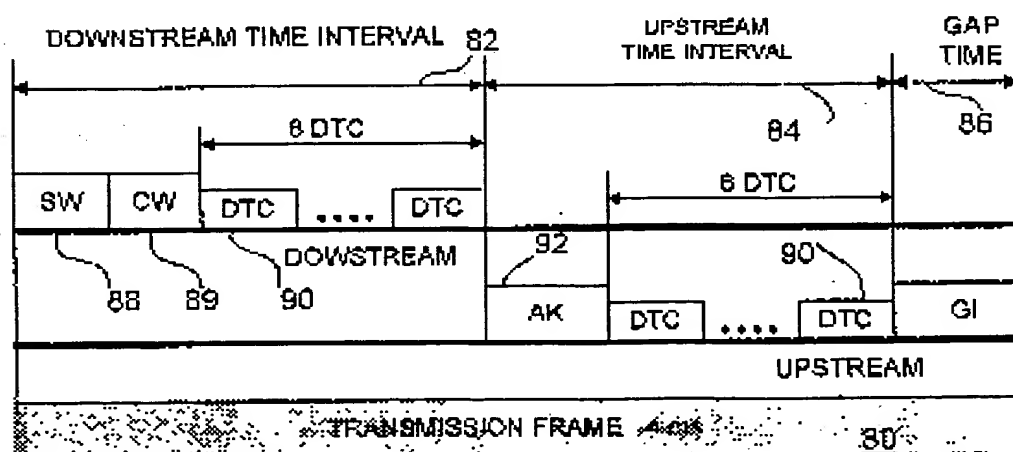 DOWNSTREAM TIME INTERVAL 82
UPSTREAM
TIME INTERVAL
GAP
TIME
84
86
8 DTC
6 DTC
SW CW DTC .... DTC
DOWSTREAM
88 89 90
92
90
AK DTC .... DTC GI
UPSTREAM
TRANSMISSION FRAME 80